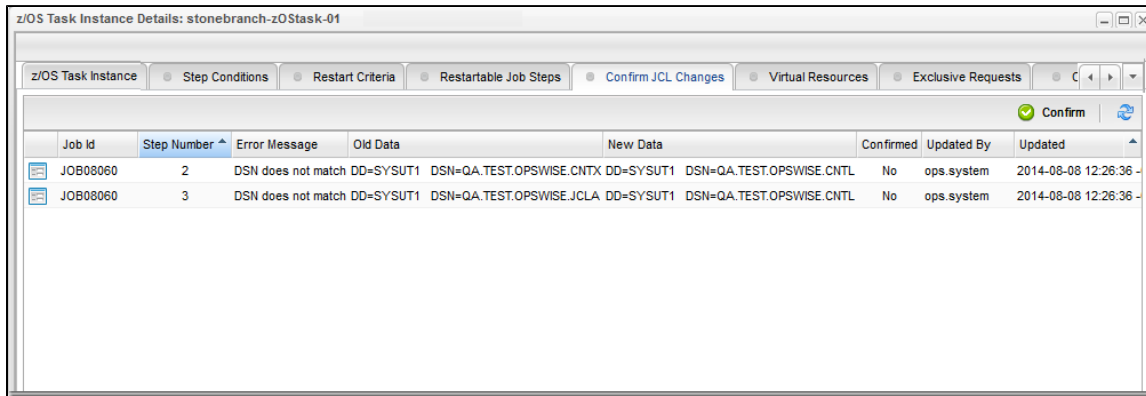 z/OS Task Instance Details: stonebranch-zOStask-01
z/OS Task Instance Step Conditions Restart Criteria Restartable Job Steps Confirm JCL Changes Virtual Resources Exclusive Requests
Confirm
Job Id Step Number Error Message Old Data New Data Confirmed Updated By Updated
JOB08060 2 DSN does not match DD=SYSUT1 DSN=QA.TEST.OPSWISE.CNTX DD=SYSUT1 DSN=QA.TEST.OPSWISE.CNTL No ops.system 2014-08-08 12:26:36 -
JOB08060 3 DSN does not match DD=SYSUT1 DSN=QA.TEST.OPSWISE.JCLA DD=SYSUT1 DSN=QA.TEST.OPSWISE.CNTL No ops.system 2014-08-08 12:26:36 -